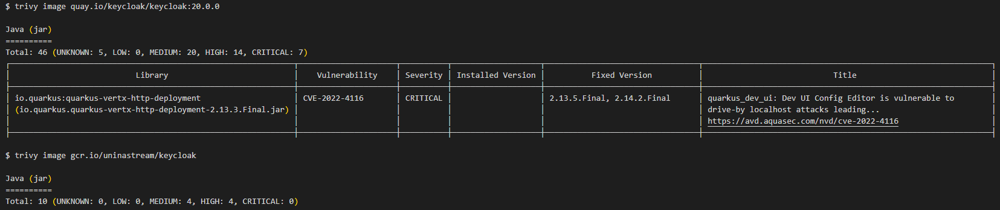 $ trivy image quay.io/keycloak/keycloak:20.0.0
Java (jar)
==========
Total: 46 (UNKNOWN: 5, LOW: 0, MEDIUM: 20, HIGH: 14, CRITICAL: 7)
Library Vulnerability Severity Installed Version Fixed Version Title
io.quarkus:quarkus-vertx-http-deployment CVE-2022-4116 CRITICAL 2.13.5.Final, 2.14.2.Final quarkus_dev_ui: Dev UI Config Editor is vulnerable to
(io.quarkus.quarkus-vertx-http-deployment-2.13.3.Final.jar) drive-by localhost attacks leading...
https://avd.aquasec.com/nvd/cve-2022-4116
$ trivy image gcr.io/uninastream/keycloak
Java (jar)
==========
Total: 10 (UNKNOWN: 0, LOW: 0, MEDIUM: 4, HIGH: 4, CRITICAL: 0)